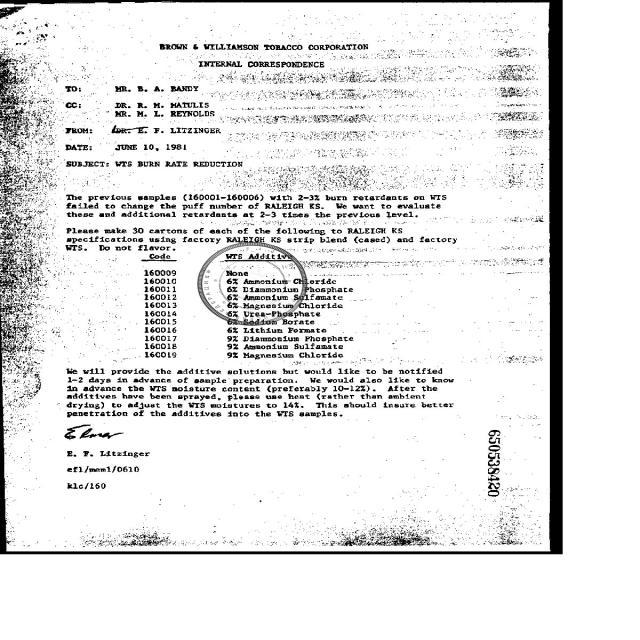 BROWN & WILLIAMSON TOBACCO CORPORATION
INTERNAL CORRESPONDENCE
TO: MR. B. A. BANDY
CC: DR. R. M. MATULIS
MR. M. L. REYNOLDS
FROM: DR. E. F. LITZINGER
DATE: JUNE 10, 1981
SUBJECT: WTS BURN RATE REDUCTION
The previous samples (160001-160006) with 2-3% burn retardants on WTS
failed to change the puff number of RALEIGH KS. We want to evaluate
these and additional retardants at 2-3 times the previous level.
Please make 30 cartons of each of the following to RALEIGH KS
specifications using factory RALEIGH KS strip blend (cased) and factory
WTS. Do not flavor.
Code WTS Additive
160009 None
160010 6% Ammonium Chloride
160011 6% Diammonium Phosphate
160012 6% Ammonium Sulfamate
160013 6% Magnesium Chloride
160014 6% Urea-Phosphate
160015 6% Sodium Borate
160016 6% Lithium Formate
160017 9% Diammonium Phosphate
160018 9% Ammonium Sulfamate
160019 9% Magnesium Chloride
We will provide the additive solutions but would like to be notified
1-2 days in advance of sample preparation. We would also like to know
in advance the WTS moisture content (preferably 10-12%). After the
additives have been sprayed, please use heat (rather than ambient
drying) to adjust the WTS moistures to 14%. This should insure better
penetration of the additives into the WTS samples.
Elmer
E. F. Litzinger
efl/mem1/0610
klc/160
650538420